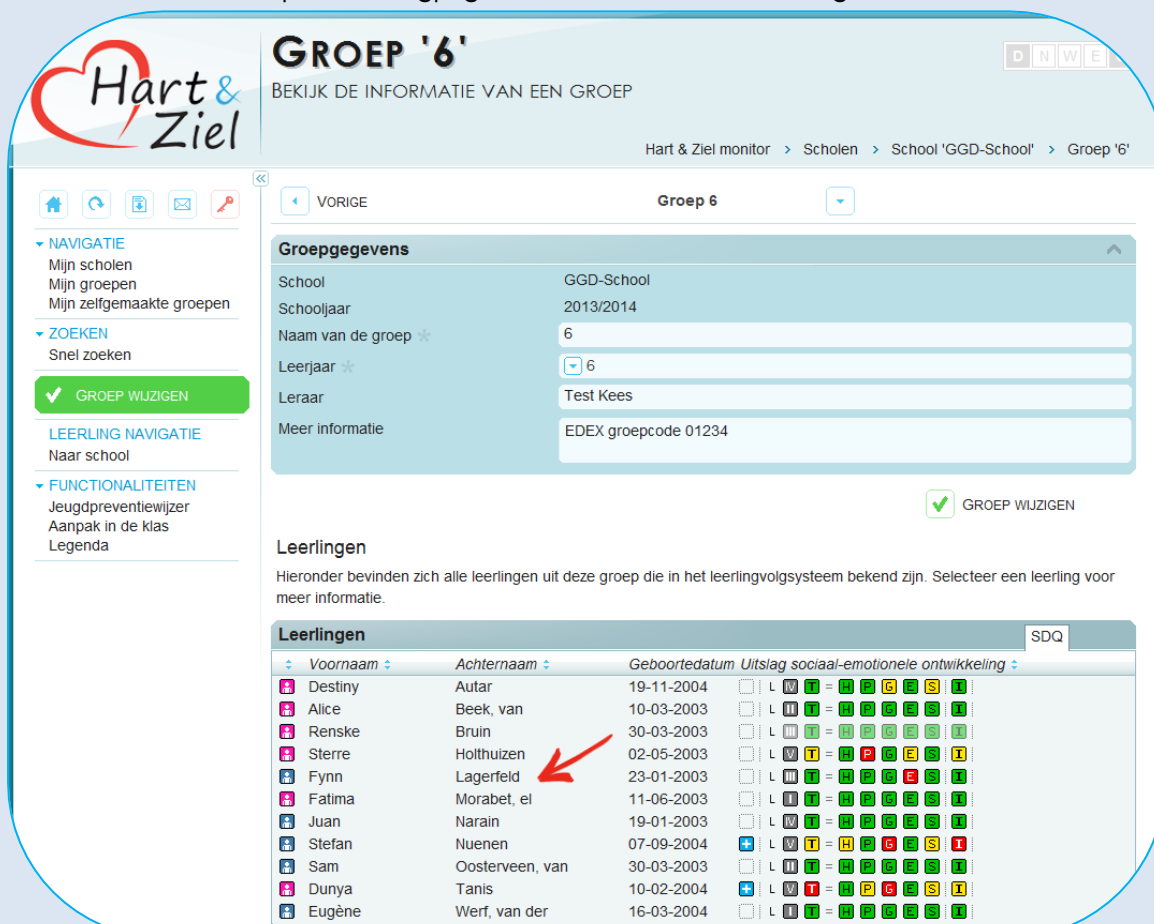 GROEP '6'
BEKIJK DE INFORMATIE VAN EEN GROEP
D N W E
Hart &
Ziel
Hart & Ziel monitor > Scholen > School 'GGD-School' > Groep '6'
VORIGE
Groep 6
NAVIGATIE
Mijn scholen
Mijn groepen
Mijn zelfgemaakte groepen
ZOEKEN
Snel zoeken
GROEP WIJZIGEN
LEERLING NAVIGATIE
Naar school
FUNCTIONALITEITEN
Jeugdpreventiewijzer
Aanpak in de klas
Legenda
Groepgegevens
School GGD-School
Schooljaar 2013/2014
Naam van de groep * 6
Leerjaar * 6
Leraar Test Kees
Meer informatie EDEX groepcode 01234
GROEP WIJZIGEN
Leerlingen
Hieronder bevinden zich alle leerlingen uit deze groep die in het leerlingvolgsysteem bekend zijn. Selecteer een leerling voor
meer informatie.
Leerlingen SDQ
Voornaam Achternaam Geboortedatum Uitslag sociaal-emotionele ontwikkeling
Destiny Autar 19-11-2004 L IV T = H P G E S I
Alice Beek, van 10-03-2003 L II T = H P G E S I
Renske Bruin 30-03-2003 L III T = H P G E S I
Sterre Holthuizen 02-05-2003 L V T = H P G E S I
Fynn Lagerfeld 23-01-2003 L III T = H P G E S I
Fatima Morabet, el 11-06-2003 L I T = H P G E S I
Juan Narain 19-01-2003 L IV T = H P G E S I
Stefan Nuenen 07-09-2004 + L V T = H P G E S I
Sam Oosterveen, van 30-03-2003 L II T = H P G E S I
Dunya Tanis 10-02-2004 + L V T = H P G E S I
Eugène Werf, van der 16-03-2004 L I T = H P G E S I